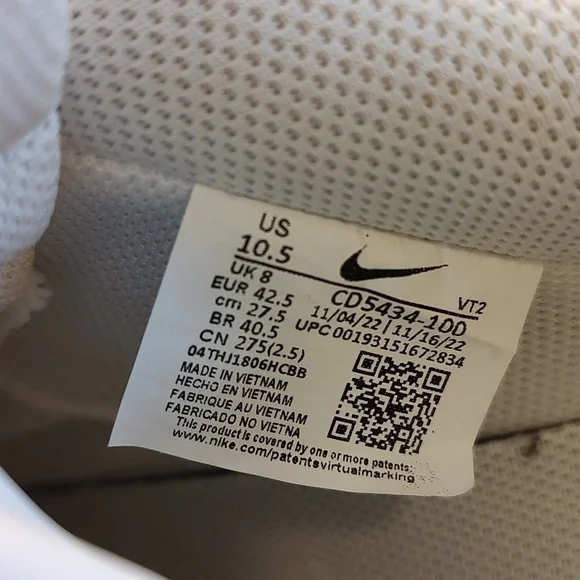 US
10.5
UK 8
EUR 42.5
cm 27.5
BR 40.5
CN 275(2.5)
04THJ1806HCBB
MADE IN VIETNAM
HECHO EN VIETNAM
FABRIQUE AU VIETNAM
FABRICADO NO VIETNA
This product is covered by one or more patents:
www.nike.com/patentsvirtualmarking
VT2
CD5434-100
11/04/22 | 11/16/22
UPC 00193151672834